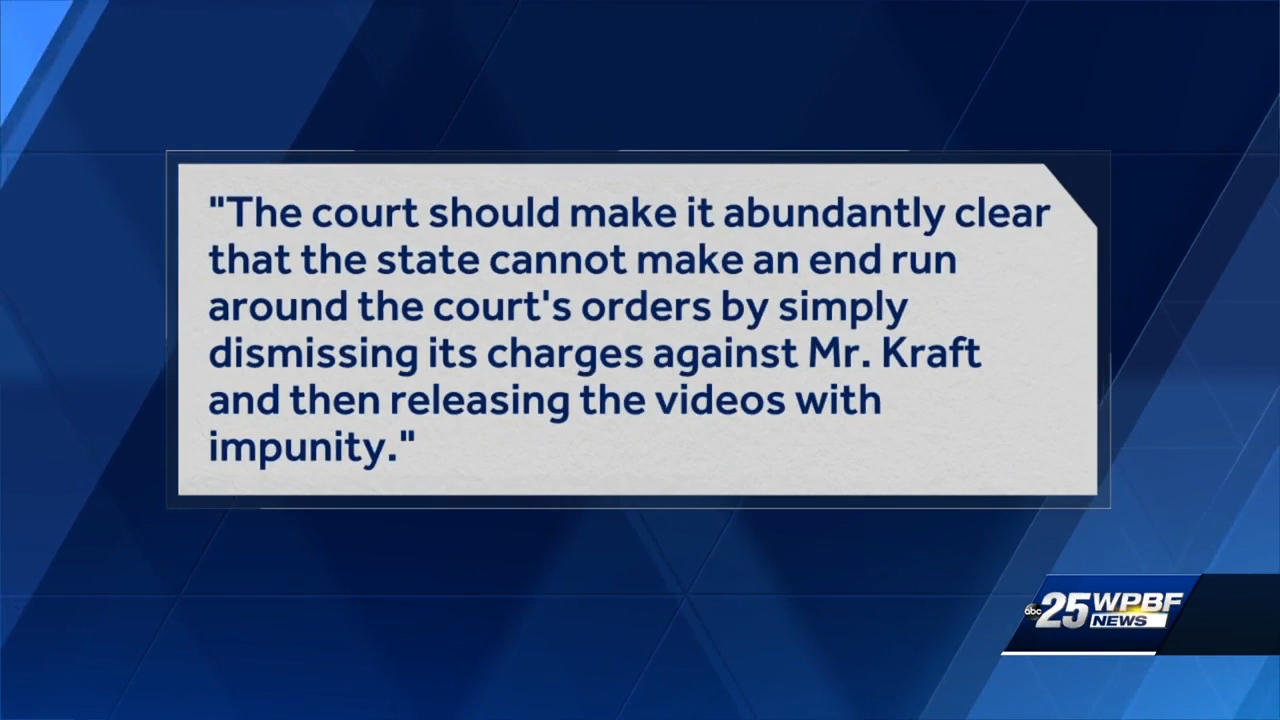 "The court should make it abundantly clear
that the state cannot make an end run
around the court's orders by simply
dismissing its charges against Mr. Kraft
and then releasing the videos with
impunity."
abc 25 WPBF
NEWS